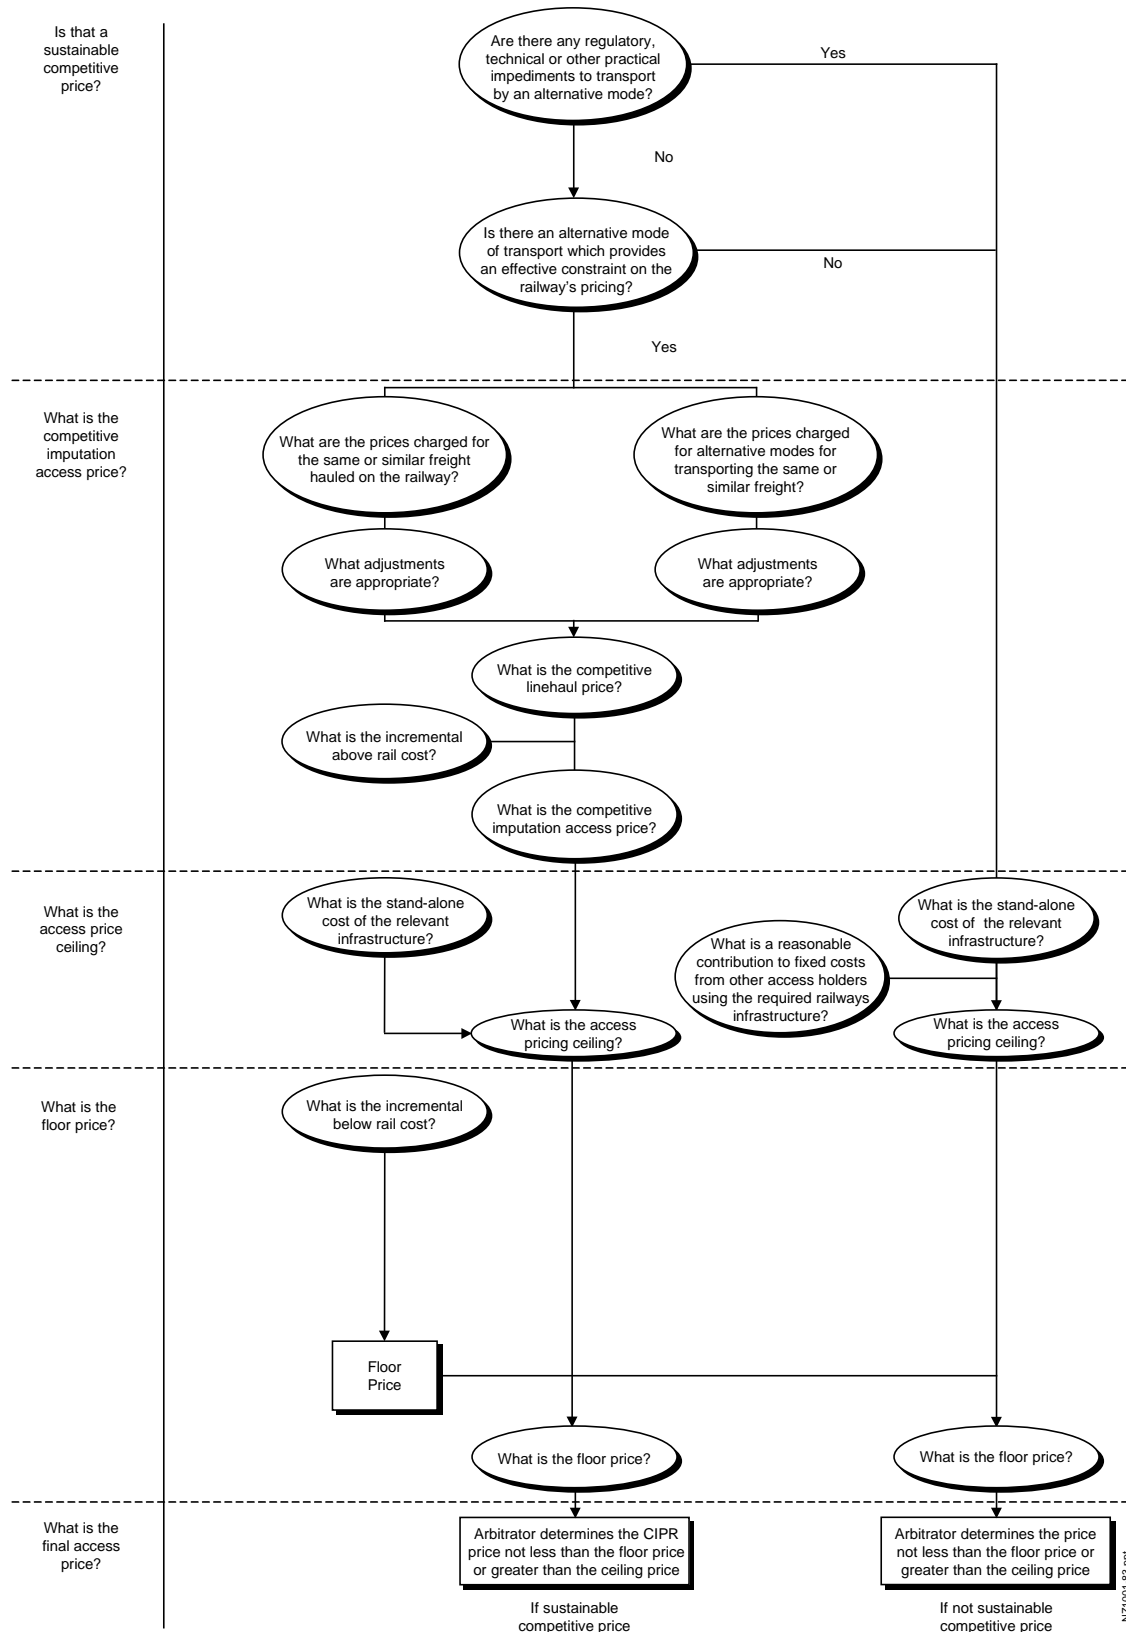 Is that a
sustainable
competitive
price?
Are there any regulatory,
technical or other practical
impediments to transport
by an alternative mode?
Yes
No
Is there an alternative mode
of transport which provides
an effective constraint on the
railway's pricing?
No
Yes
What is the
competitive
imputation
access price?
What are the prices charged for
the same or similar freight
hauled on the railway?
What are the prices charged
for alternative modes for
transporting the same or
similar freight?
What adjustments
are appropriate?
What adjustments
are appropriate?
What is the competitive
linehaul price?
What is the incremental
above rail cost?
What is the competitive
imputation access price?
What is the
access price
ceiling?
What is the stand-alone
cost of the relevant
infrastructure?
What is the stand-alone
cost of  the relevant
infrastructure?
What is a reasonable
contribution to fixed costs
from other access holders
using the required railways
infrastructure?
What is the access
pricing ceiling?
What is the access
pricing ceiling?
What is the
floor price?
What is the incremental
below rail cost?
Floor
Price
What is the floor price?
What is the floor price?
What is the
final access
price?
Arbitrator determines the CIPR
price not less than the floor price
or greater than the ceiling price
Arbitrator determines the price
not less than the floor price or
greater than the ceiling price
If sustainable
competitive price
If not sustainable
competitive price